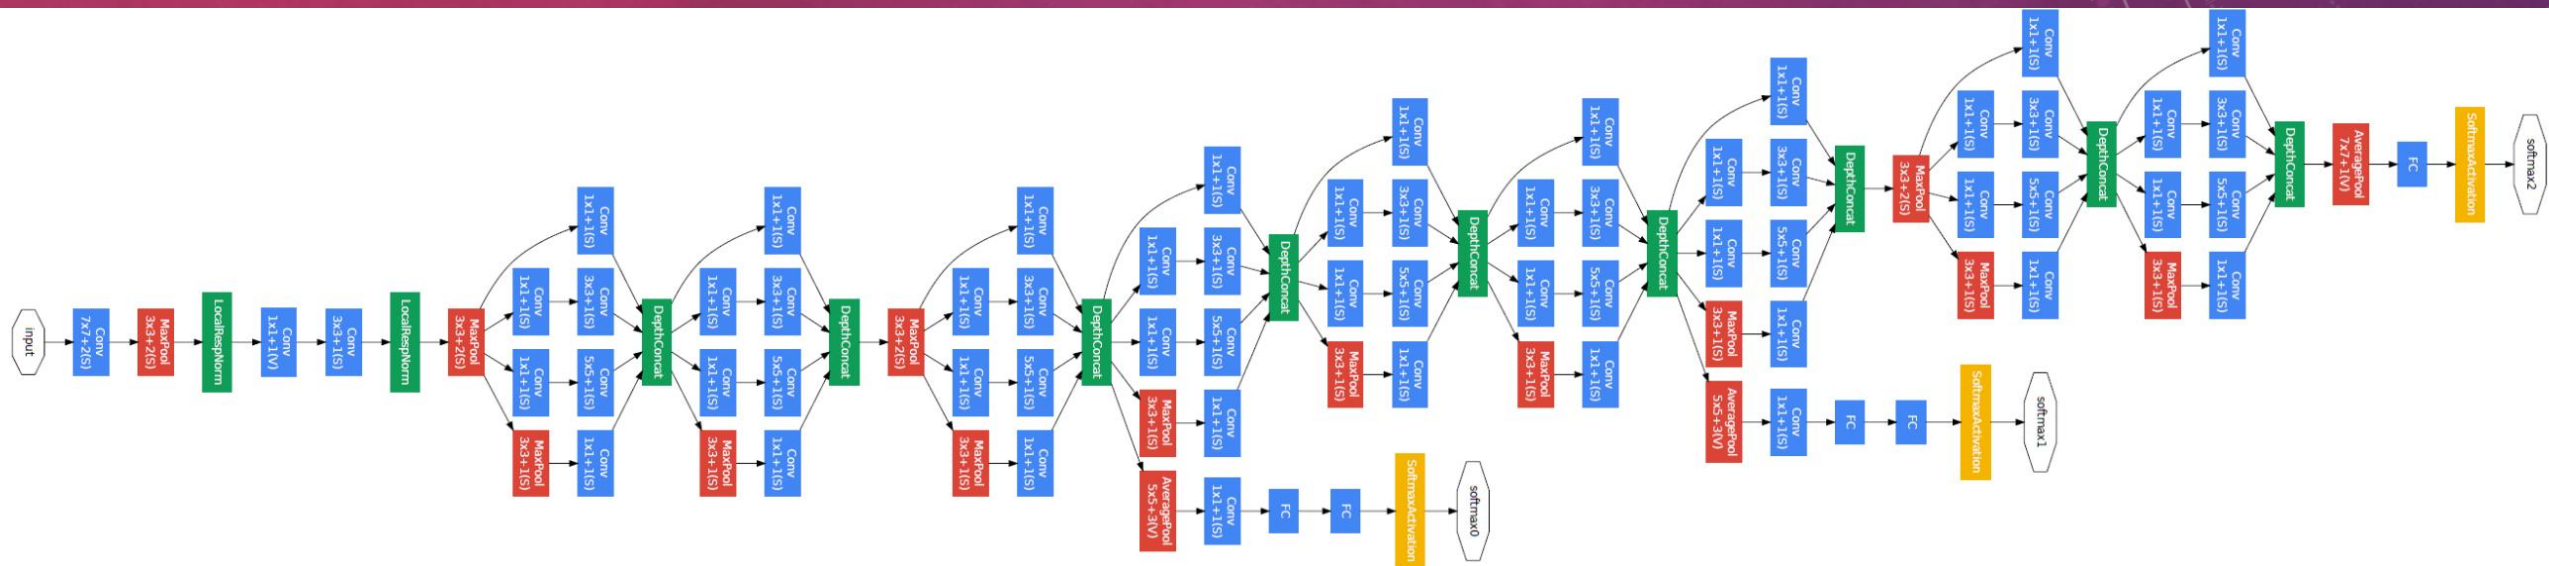 input
Conv
7x7+2(S)
MaxPool
3x3+2(S)
LocalRespNorm
Conv
1x1+1(V)
Conv
3x3+1(S)
LocalRespNorm
MaxPool
3x3+2(S)
Conv
1x1+1(S)
Conv
1x1+1(S)
MaxPool
3x3+1(S)
Conv
1x1+1(S)
Conv
3x3+1(S)
Conv
5x5+1(S)
Conv
1x1+1(S)
DepthConcat
Conv
1x1+1(S)
Conv
1x1+1(S)
MaxPool
3x3+1(S)
Conv
1x1+1(S)
Conv
3x3+1(S)
Conv
5x5+1(S)
Conv
1x1+1(S)
DepthConcat
MaxPool
3x3+2(S)
Conv
1x1+1(S)
Conv
1x1+1(S)
MaxPool
3x3+1(S)
Conv
1x1+1(S)
Conv
3x3+1(S)
Conv
5x5+1(S)
Conv
1x1+1(S)
DepthConcat
Conv
1x1+1(S)
Conv
1x1+1(S)
MaxPool
3x3+1(S)
AveragePool
5x5+3(V)
Conv
1x1+1(S)
Conv
3x3+1(S)
Conv
5x5+1(S)
Conv
1x1+1(S)
Conv
1x1+1(S)
DepthConcat
FC
FC
SoftmaxActivation
softmax0
Conv
1x1+1(S)
Conv
1x1+1(S)
MaxPool
3x3+1(S)
Conv
1x1+1(S)
Conv
3x3+1(S)
Conv
5x5+1(S)
Conv
1x1+1(S)
DepthConcat
Conv
1x1+1(S)
Conv
1x1+1(S)
MaxPool
3x3+1(S)
Conv
1x1+1(S)
Conv
3x3+1(S)
Conv
5x5+1(S)
Conv
1x1+1(S)
DepthConcat
Conv
1x1+1(S)
Conv
1x1+1(S)
MaxPool
3x3+1(S)
AveragePool
5x5+3(V)
Conv
1x1+1(S)
Conv
3x3+1(S)
Conv
5x5+1(S)
Conv
1x1+1(S)
Conv
1x1+1(S)
DepthConcat
FC
FC
SoftmaxActivation
softmax1
MaxPool
3x3+2(S)
Conv
1x1+1(S)
Conv
1x1+1(S)
MaxPool
3x3+1(S)
Conv
1x1+1(S)
Conv
3x3+1(S)
Conv
5x5+1(S)
Conv
1x1+1(S)
DepthConcat
Conv
1x1+1(S)
Conv
1x1+1(S)
MaxPool
3x3+1(S)
Conv
1x1+1(S)
Conv
3x3+1(S)
Conv
5x5+1(S)
Conv
1x1+1(S)
DepthConcat
AveragePool
7x7+1(V)
FC
SoftmaxActivation
softmax2